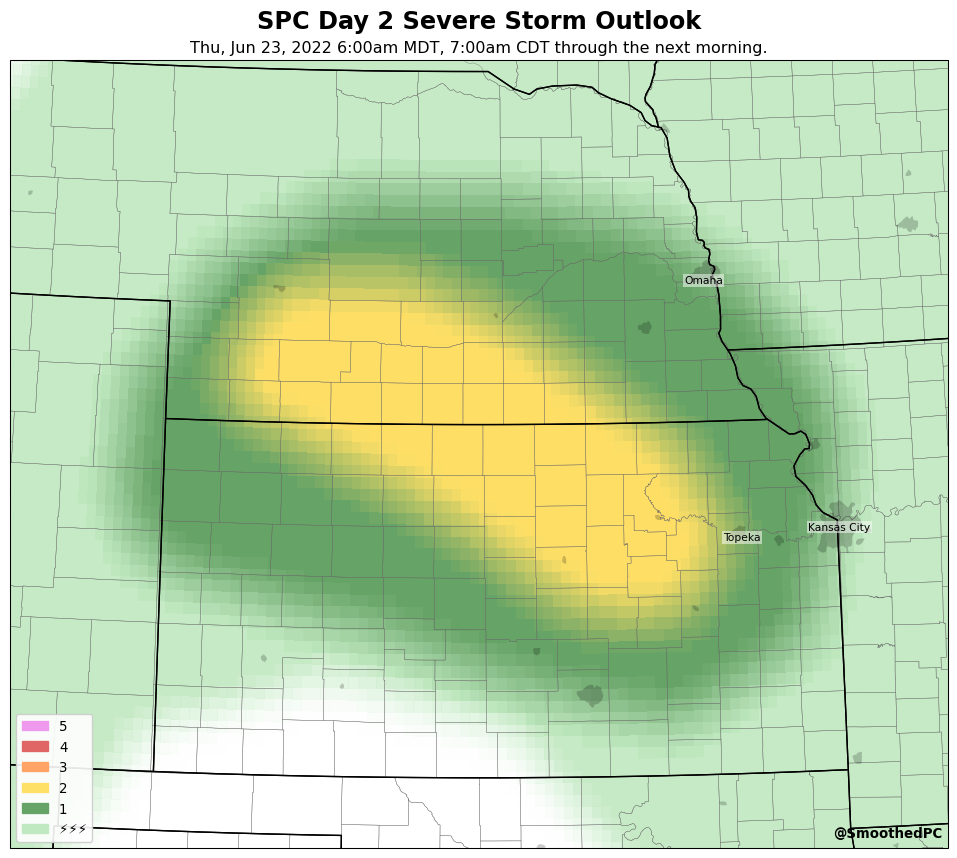 SPC Day 2 Severe Storm Outlook
Thu, Jun 23, 2022 6:00am MDT, 7:00am CDT through the next morning.
Omaha
Kansas City
Topeka
5
4
3
2
1
⚡⚡⚡
@SmoothedPC